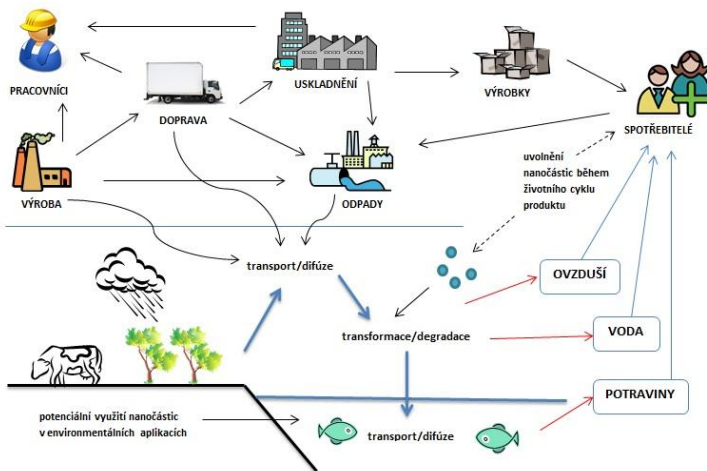 PRACOVNÍCI
DOPRAVA
USKLADNĚNÍ
VÝROBKY
SPOTŘEBITELÉ
VÝROBA
ODPADY
uvolnění
nanočástic během
životního cyklu
produktu
transport/difúze
OVZDUŠÍ
transformace/degradace
VODA
POTRAVINY
potenciální využití nanočástic
v environmentálních aplikacích
transport/difúze